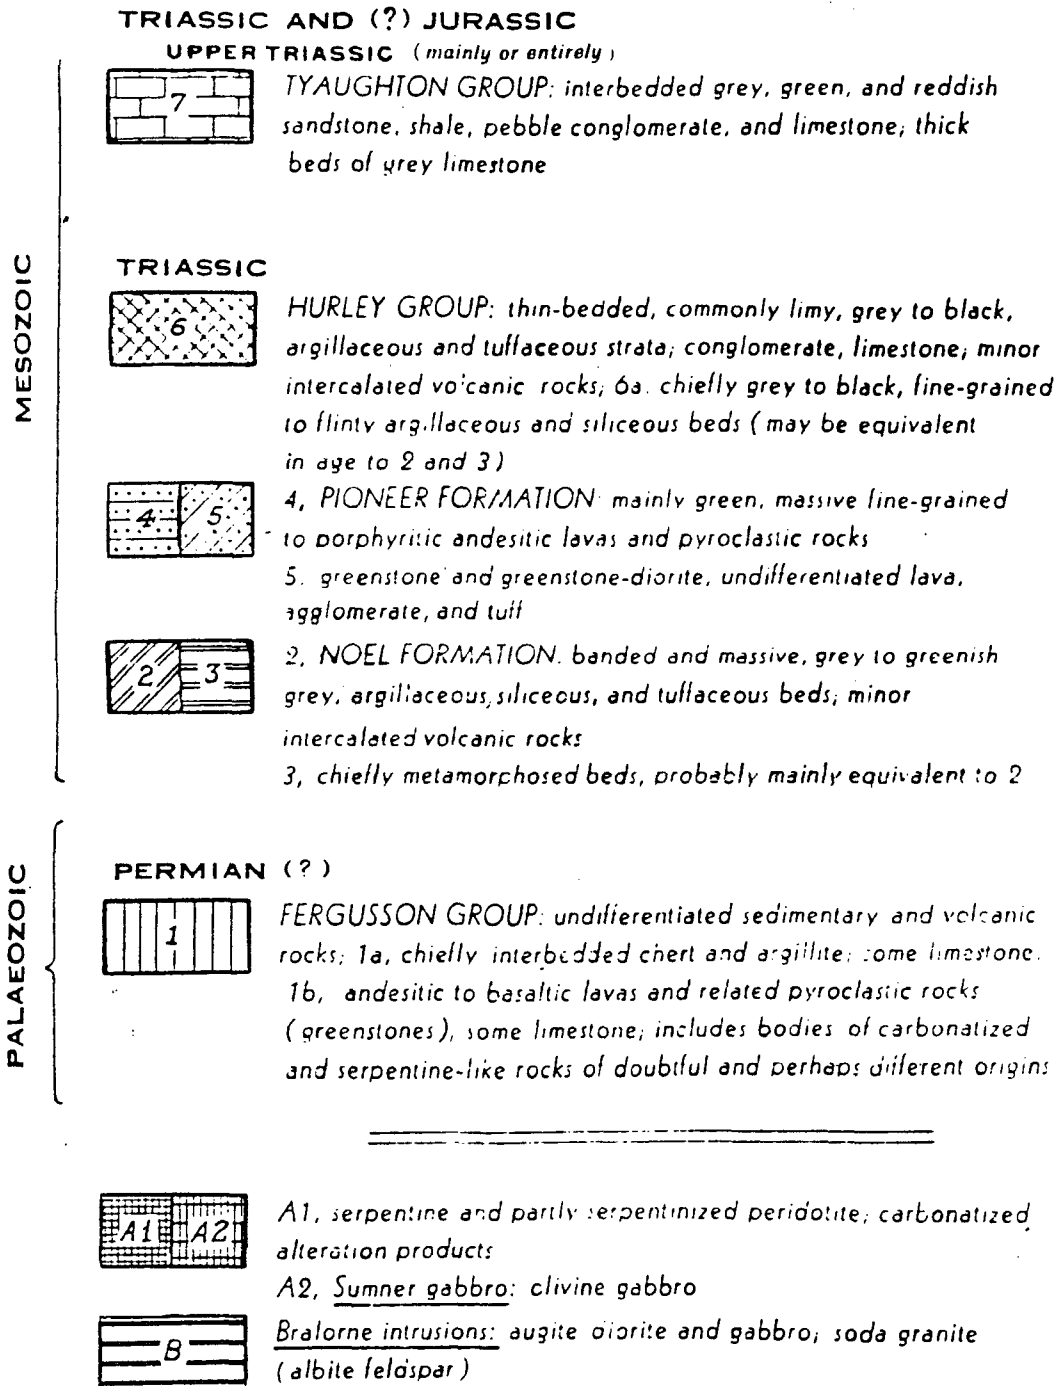 TRIASSIC AND (?) JURASSIC
UPPER TRIASSIC (mainly or entirely)
7
TYAUGHTON GROUP: interbedded grey, green, and reddish
sandstone, shale, pebble conglomerate, and limestone; thick
beds of grey limestone
MESOZOIC
TRIASSIC
6
HURLEY GROUP: thin-bedded, commonly limy, grey to black,
argillaceous and tuffaceous strata; conglomerate, limestone; minor
intercalated volcanic rocks; 6a. chiefly grey to black, fine-grained
to flinty argillaceous and siliceous beds (may be equivalent
in age to 2 and 3)
4 5
4, PIONEER FORMATION: mainly green, massive fine-grained
to porphyritic andesitic lavas and pyroclastic rocks
5. greenstone and greenstone-diorite, undifferentiated lava,
agglomerate, and tuff
2 3
2, NOEL FORMATION. banded and massive, grey to greenish
grey, argillaceous, siliceous, and tuffaceous beds; minor
intercalated volcanic rocks
3, chiefly metamorphosed beds, probably mainly equivalent to 2
PALAEOZOIC
PERMIAN (?)
1
FERGUSSON GROUP: undifferentiated sedimentary and volcanic
rocks; 1a, chiefly interbedded chert and argillite; some limestone.
1b, andesitic to basaltic lavas and related pyroclastic rocks
(greenstones), some limestone; includes bodies of carbonatized
and serpentine-like rocks of doubtful and perhaps different origins
A1 A2
A1, serpentine and partly serpentinized peridotite; carbonatized
alteration products
A2, Sumner gabbro: olivine gabbro
B
Bralorne intrusions: augite diorite and gabbro; soda granite
(albite feldspar)